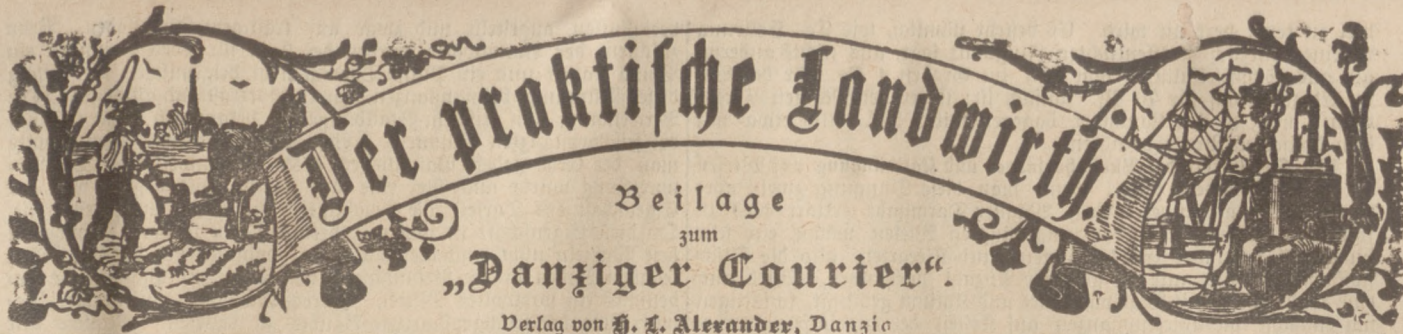 Der praktische Landwirth.
Beilage
zum
„Danziger Courier“.
Verlag von H. L. Alexander, Danzig